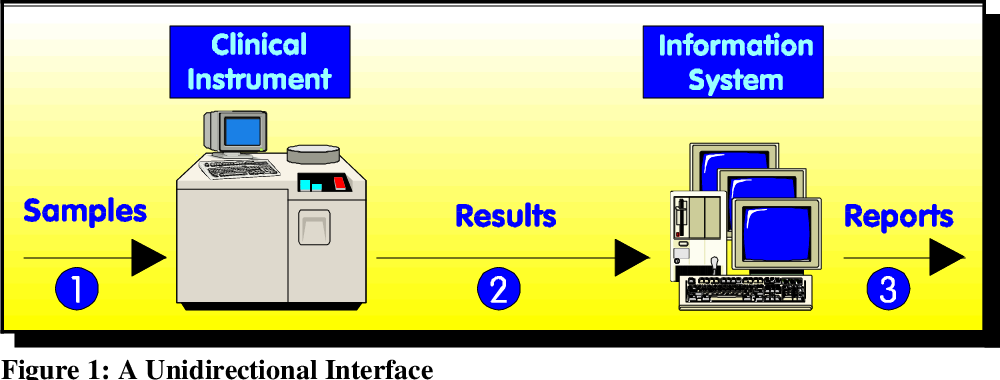 Clinical
Instrument
Information
System
Samples
Results
Reports
1
2
3
Figure 1: A Unidirectional Interface